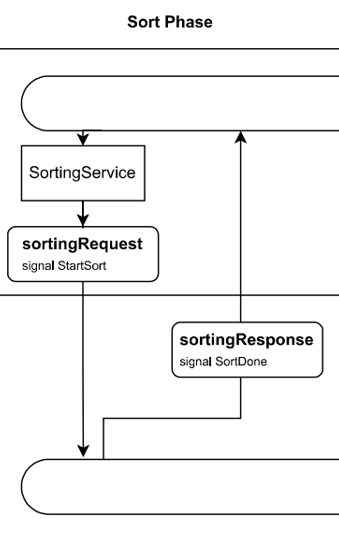 Sort Phase
SortingService
sortingRequest
signal StartSort
sortingResponse
signal SortDone